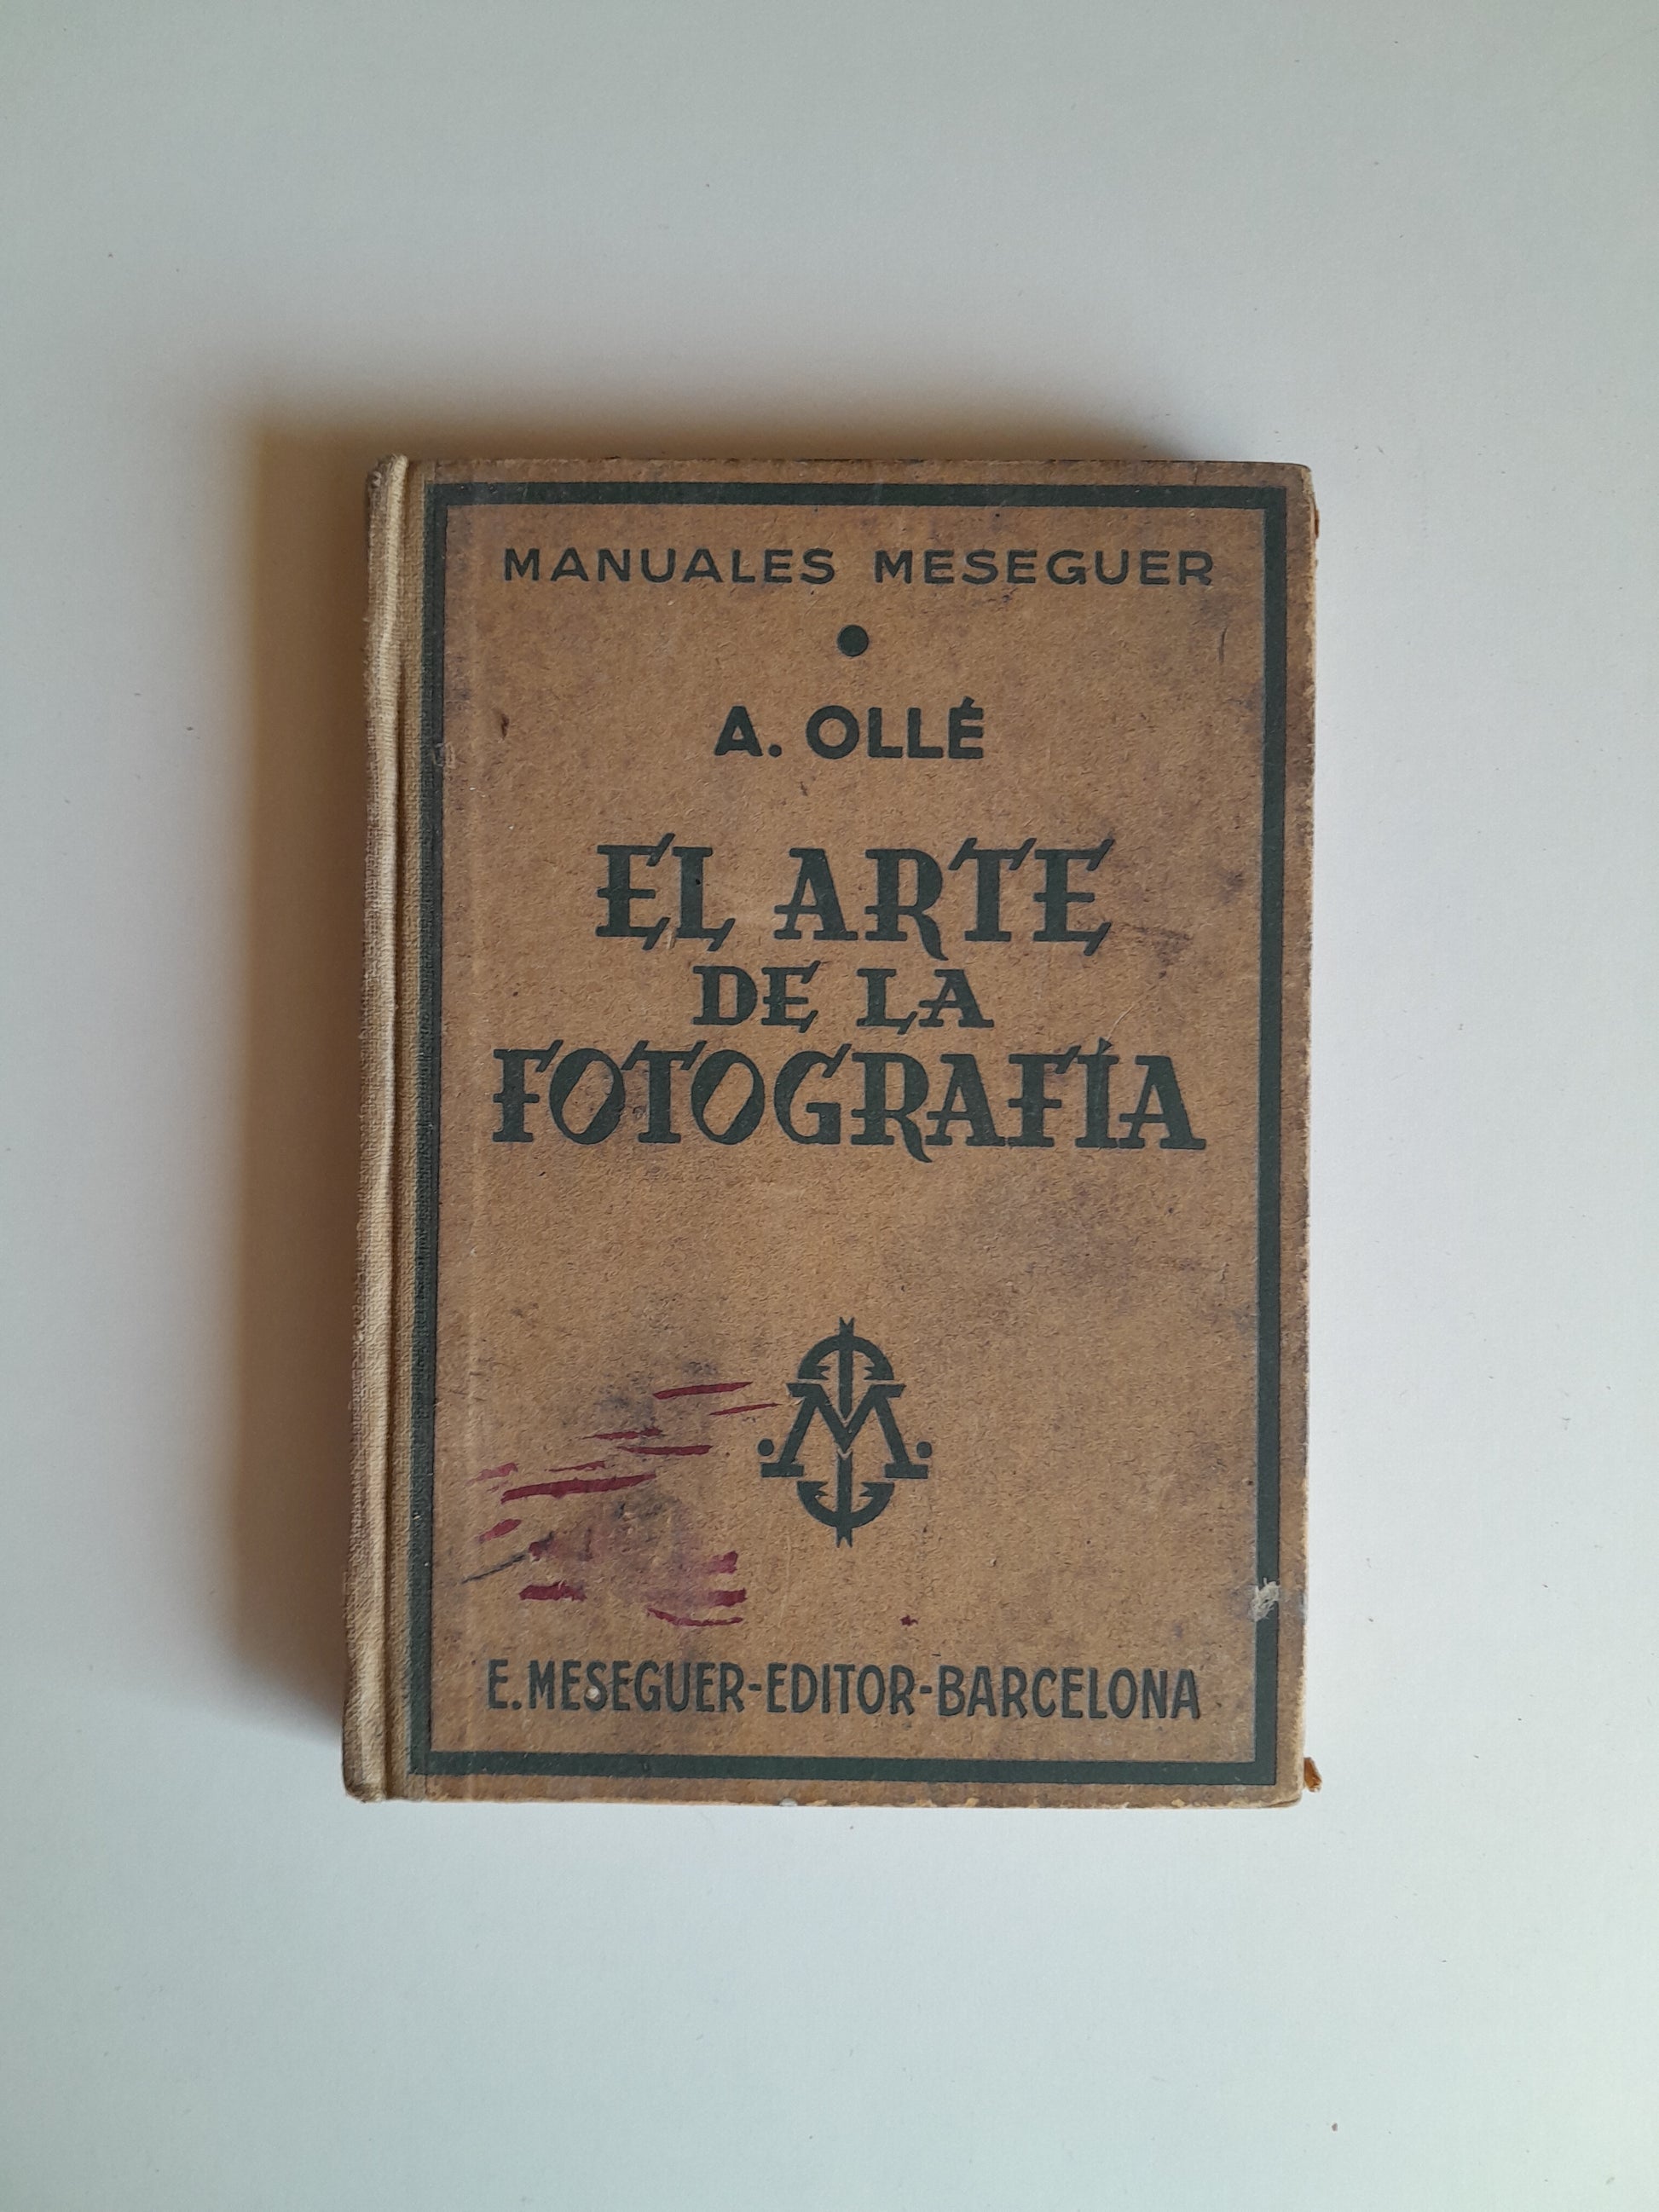 MANUALES MESEGUER
A. OLLÉ
EL ARTE
DE LA
FOTOGRAFÍA
M
E. MESEGUER-EDITOR-BARCELONA